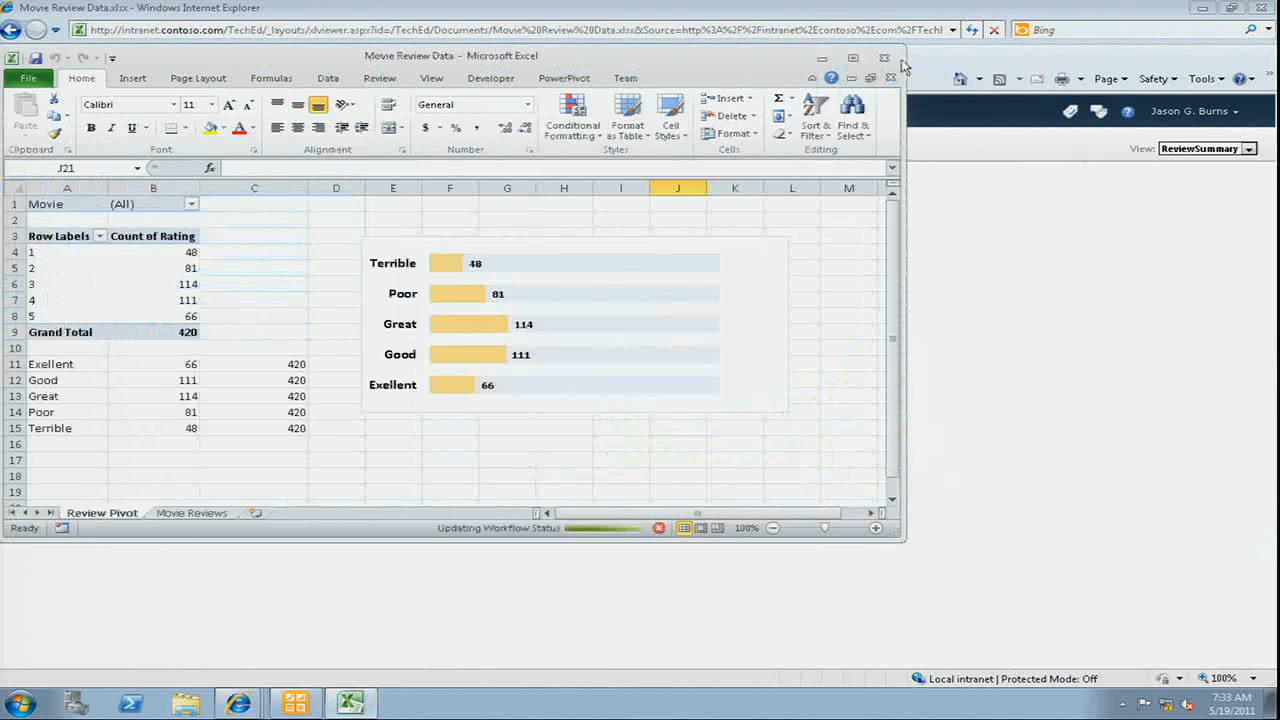 Movie Review Data.xlsx - Windows Internet Explorer
http://intranet.contoso.com/TechEd/_layouts/xlviewer.aspx?id=/TechEd/Documents/Movie%20Review%20Data.xlsx&Source=http%3A%2F%2Fintranet%2Econtoso%2Ecom%2FTechE
Bing
Movie Review Data - Microsoft Excel
File Home Insert Page Layout Formulas Data Review View Developer PowerPivot Team
Page Safety Tools
Jason G. Burns
View: ReviewSummary
Paste Calibri 11 General Conditional Formatting Format as Table Cell Styles Insert Delete Format Sort & Filter Find & Select
B I U $ % ,
Clipboard Font Alignment Number Styles Cells Editing
J21 fx
A B C D E F G H I J K L M
1 Movie (All)
2
3 Row Labels Count of Rating
4 1 48
5 2 81
6 3 114
7 4 111
8 5 66
9 Grand Total 420
10
11 Exellent 66 420
12 Good 111 420
13 Great 114 420
14 Poor 81 420
15 Terrible 48 420
16
17
18
19
Terrible 48
Poor 81
Great 114
Good 111
Exellent 66
Review Pivot Movie Reviews
Ready Updating Workflow Status 100%
Local intranet | Protected Mode: Off 100%
7:33 AM
5/19/2011